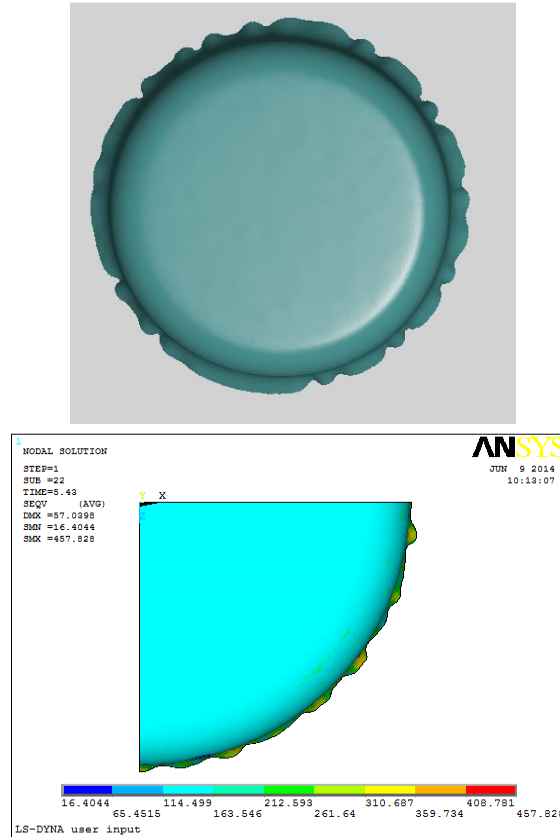 1
NODAL SOLUTION
STEP=1
SUB =22
TIME=5.43
SEQV (AVG)
DMX =57.0398
SMN =16.4044
SMX =457.828
ANSYS
JUN 9 2014
10:13:07
Y X
Z
16.4044 114.499 212.593 310.687 408.781
65.4515 163.546 261.64 359.734 457.828
LS-DYNA user input